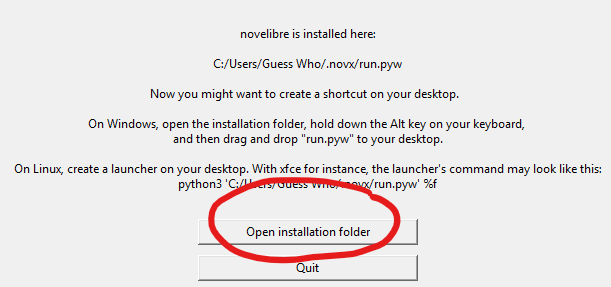 novelibre is installed here:
C:/Users/Guess Who/.novx/run.pyw
Now you might want to create a shortcut on your desktop.
On Windows, open the installation folder, hold down the Alt key on your keyboard,
and then drag and drop "run.pyw" to your desktop.
On Linux, create a launcher on your desktop. With xfce for instance, the launcher's command may look like this:
python3 'C:/Users/Guess Who/.novx/run.pyw' %f
Open installation folder
Quit